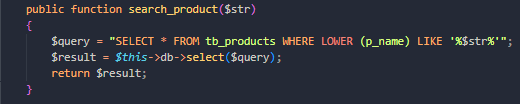 public function search_product($str)
{
$query = "SELECT * FROM tb_products WHERE LOWER (p_name) LIKE '%$str%'";
$result = $this->db->select($query);
return $result;
}